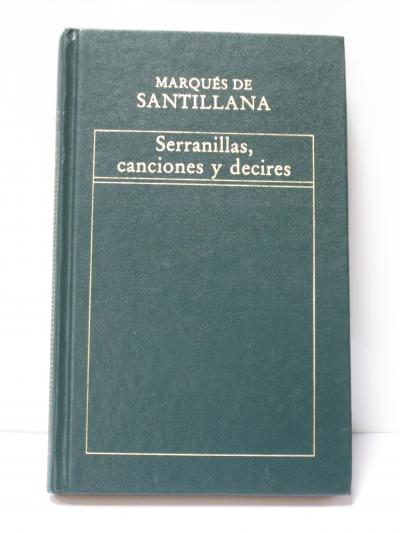 MARQUÉS DE
SANTILLANA
Serranillas,
canciones y decires